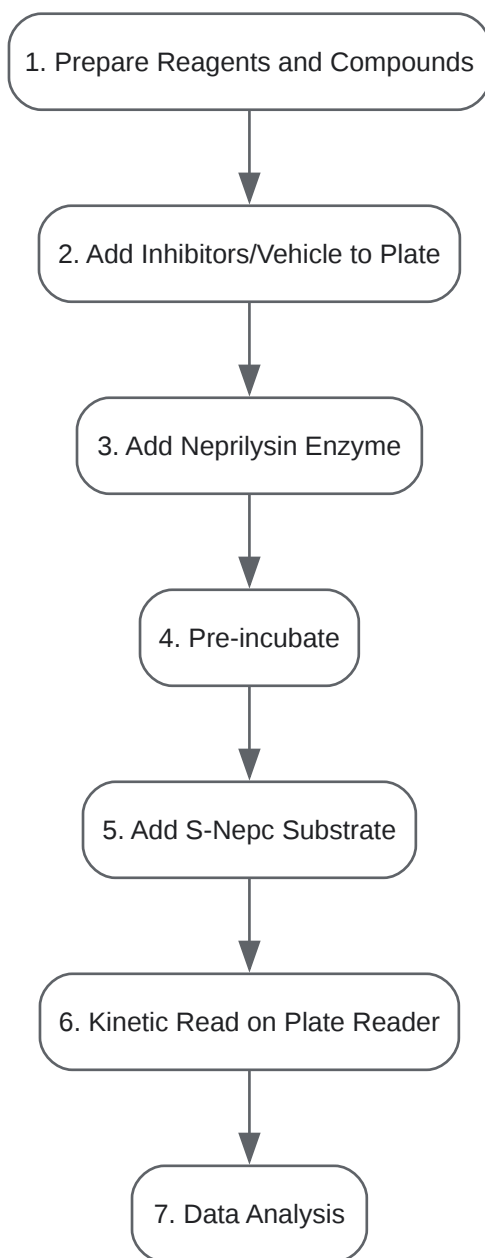 1. Prepare Reagents and Compounds
2. Add Inhibitors/Vehicle to Plate
3. Add Neprilysin Enzyme
4. Pre-incubate
5. Add S-Nepc Substrate
6. Kinetic Read on Plate Reader
7. Data Analysis